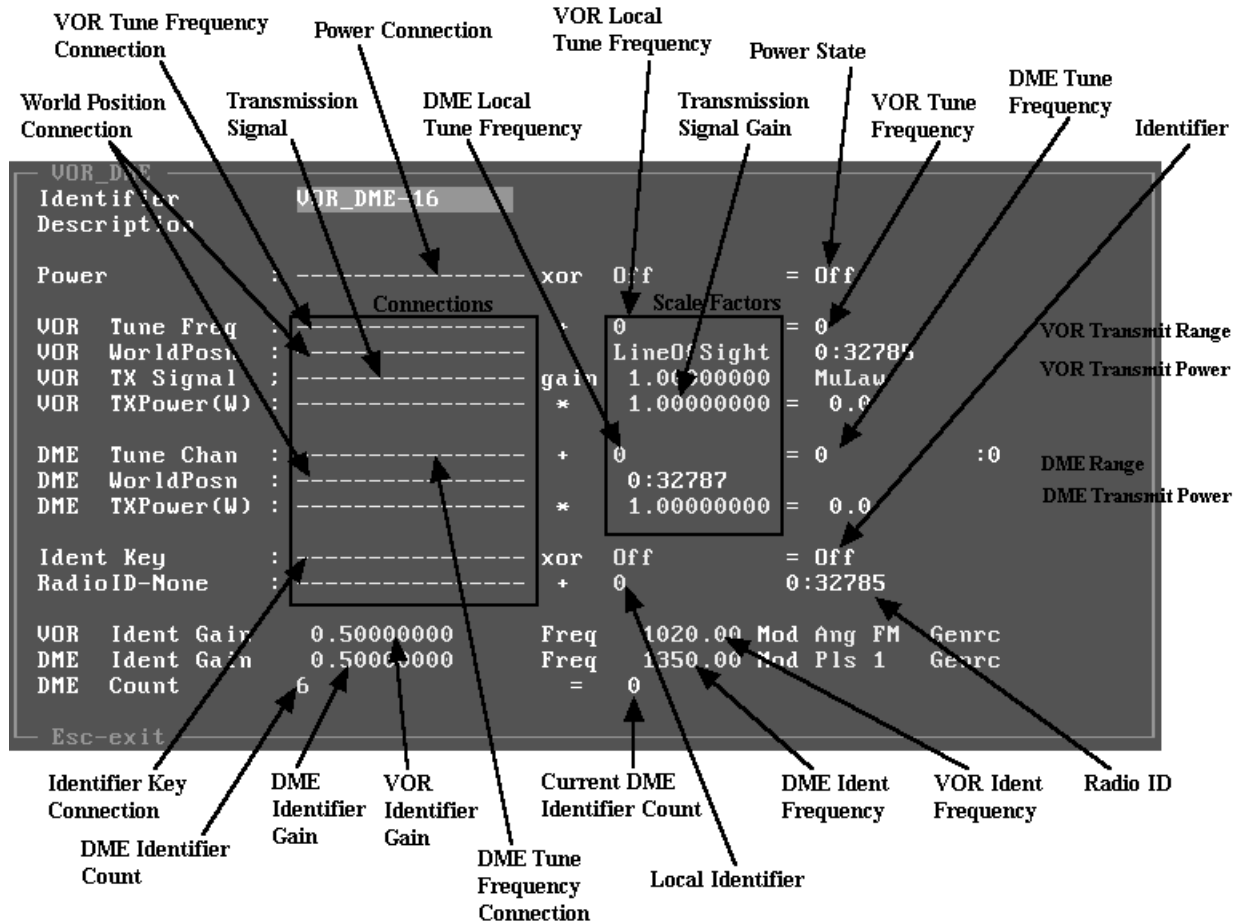 VOR Tune Frequency
Connection
Power Connection
VOR Local
Tune Frequency
Power State
World Position
Connection
Transmission
Signal
DME Local
Tune Frequency
Transmission
Signal Gain
VOR Tune
Frequency
DME Tune
Frequency
Identifier
VOR_DME
Identifier VOR_DME-16
Description
Power : ---------------- xor Off = Off
Connections Scale Factors
VOR Tune Freq : ---------------- + 0 = 0
VOR Transmit Range
VOR WorldPosn : ---------------- LineOfSight 0:32785
VOR TX Signal ; ---------------- gain 1.00000000 MuLaw
VOR Transmit Power
VOR TXPower(W) : ---------------- * 1.00000000 = 0.0
DME Tune Chan : ---------------- + 0 = 0 :0
DME Range
DME WorldPosn : ---------------- 0:32787
DME Transmit Power
DME TXPower(W) : ---------------- * 1.00000000 = 0.0
Ident Key : ---------------- xor Off = Off
RadioID-None : ---------------- + 0 0:32785
VOR Ident Gain 0.50000000 Freq 1020.00 Mod Ang FM Genrc
DME Ident Gain 0.50000000 Freq 1350.00 Mod Pls 1 Genrc
DME Count 6 = 0
Esc-exit
Identifier Key
Connection
DME
Identifier
Gain
VOR
Identifier
Gain
Current DME
Identifier Count
DME Ident
Frequency
VOR Ident
Frequency
Radio ID
DME Identifier
Count
DME Tune
Frequency
Connection
Local Identifier